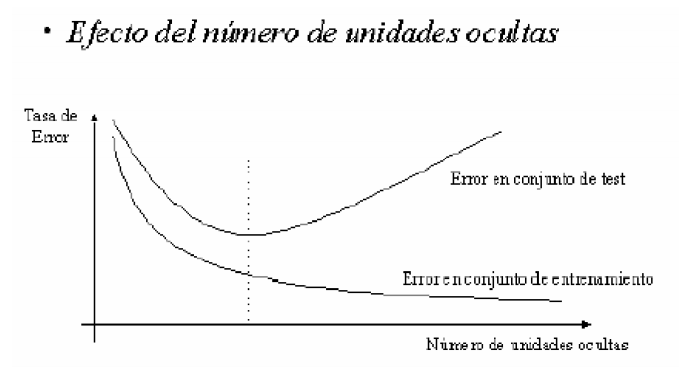 • Efecto del número de unidades ocultas
Tasa de
Error
Error en conjunto de test
Error en conjunto de entrenamiento
Número de unidades ocultas